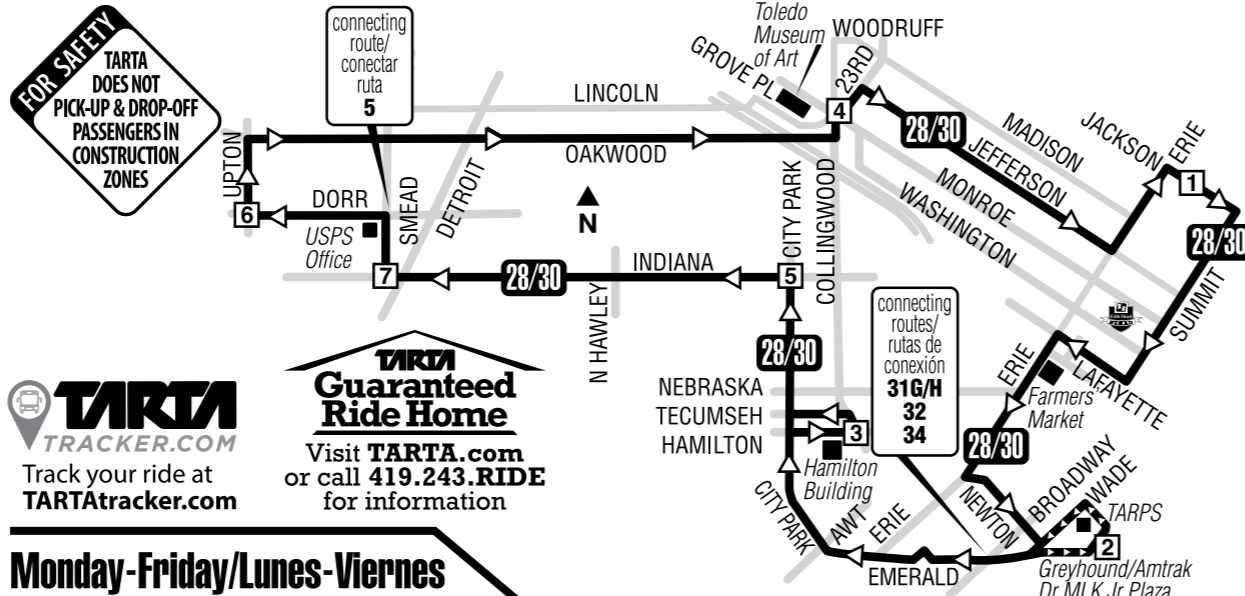 FOR SAFETY
TARTA
DOES NOT
PICK-UP & DROP-OFF
PASSENGERS IN
CONSTRUCTION
ZONES
connecting
route/
conectar
ruta
5
Toledo
Museum
of Art
GROVE PL
23RD
WOODRUFF
LINCOLN
4
28/30
MADISON
JACKSON
ERIE
1
UPTON
OAKWOOD
JEFFERSON
MONROE
WASHINGTON
28/30
SUMMIT
DORR
6
USPS
Office
SMEAD
DETROIT
N
CITY PARK
COLLINGWOOD
7
28/30
INDIANA
5
N HAWLEY
connecting
routes/
rutas de
conexión
31G/H
32
34
28/30
ERIE
LAFAYETTE
Farmers
Market
NEBRASKA
TECUMSEH
HAMILTON
3
Hamilton
Building
28/30
CITY PARK
AWT
ERIE
NEWTON
BROADWAY
WADE
TARPS
2
EMERALD
Greyhound/Amtrak
Dr MLK Jr Plaza
TARTA
TRACKER.COM
Track your ride at
TARTAtracker.com
TARTA
Guaranteed
Ride Home
Visit TARTA.com
or call 419.243.RIDE
for information
Monday-Friday/Lunes-Viernes